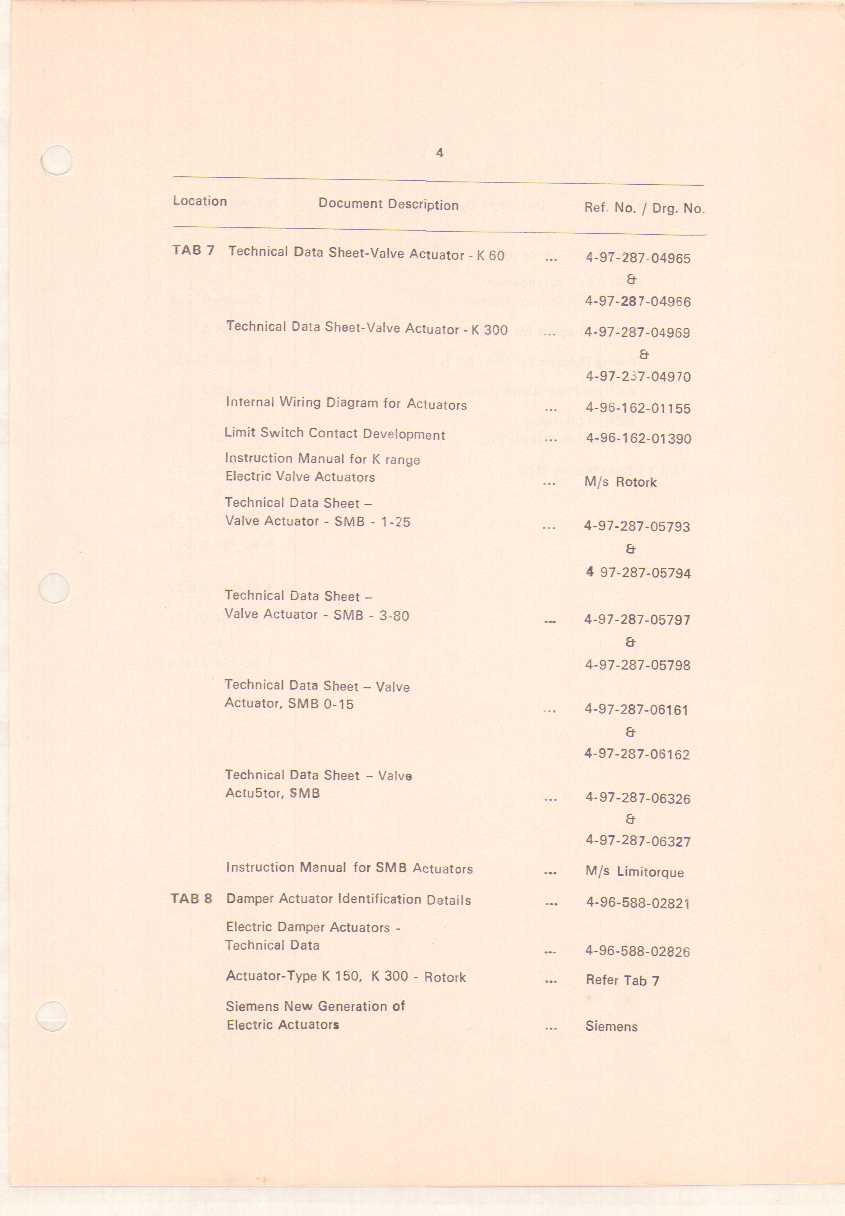 4
Location Document Description Ref. No. / Drg. No.
TAB 7 Technical Data Sheet-Valve Actuator - K 60 ... 4-97-287-04965
&
4-97-287-04966
Technical Data Sheet-Valve Actuator - K 300 ... 4-97-287-04969
&
4-97-237-04970
Internal Wiring Diagram for Actuators ... 4-96-162-01155
Limit Switch Contact Development ... 4-96-162-01390
Instruction Manual for K range
Electric Valve Actuators ... M/s Rotork
Technical Data Sheet –
Valve Actuator - SMB - 1-25 ... 4-97-287-05793
&
4 97-287-05794
Technical Data Sheet –
Valve Actuator - SMB - 3-80 ... 4-97-287-05797
&
4-97-287-05798
Technical Data Sheet – Valve
Actuator, SMB 0-15 ... 4-97-287-06161
&
4-97-287-06162
Technical Data Sheet – Valve
Actu5tor, SMB ... 4-97-287-06326
&
4-97-287-06327
Instruction Manual for SMB Actuators ... M/s Limitorque
TAB 8 Damper Actuator Identification Details ... 4-96-588-02821
Electric Damper Actuators -
Technical Data ... 4-96-588-02826
Actuator-Type K 150, K 300 - Rotork ... Refer Tab 7
Siemens New Generation of
Electric Actuators ... Siemens